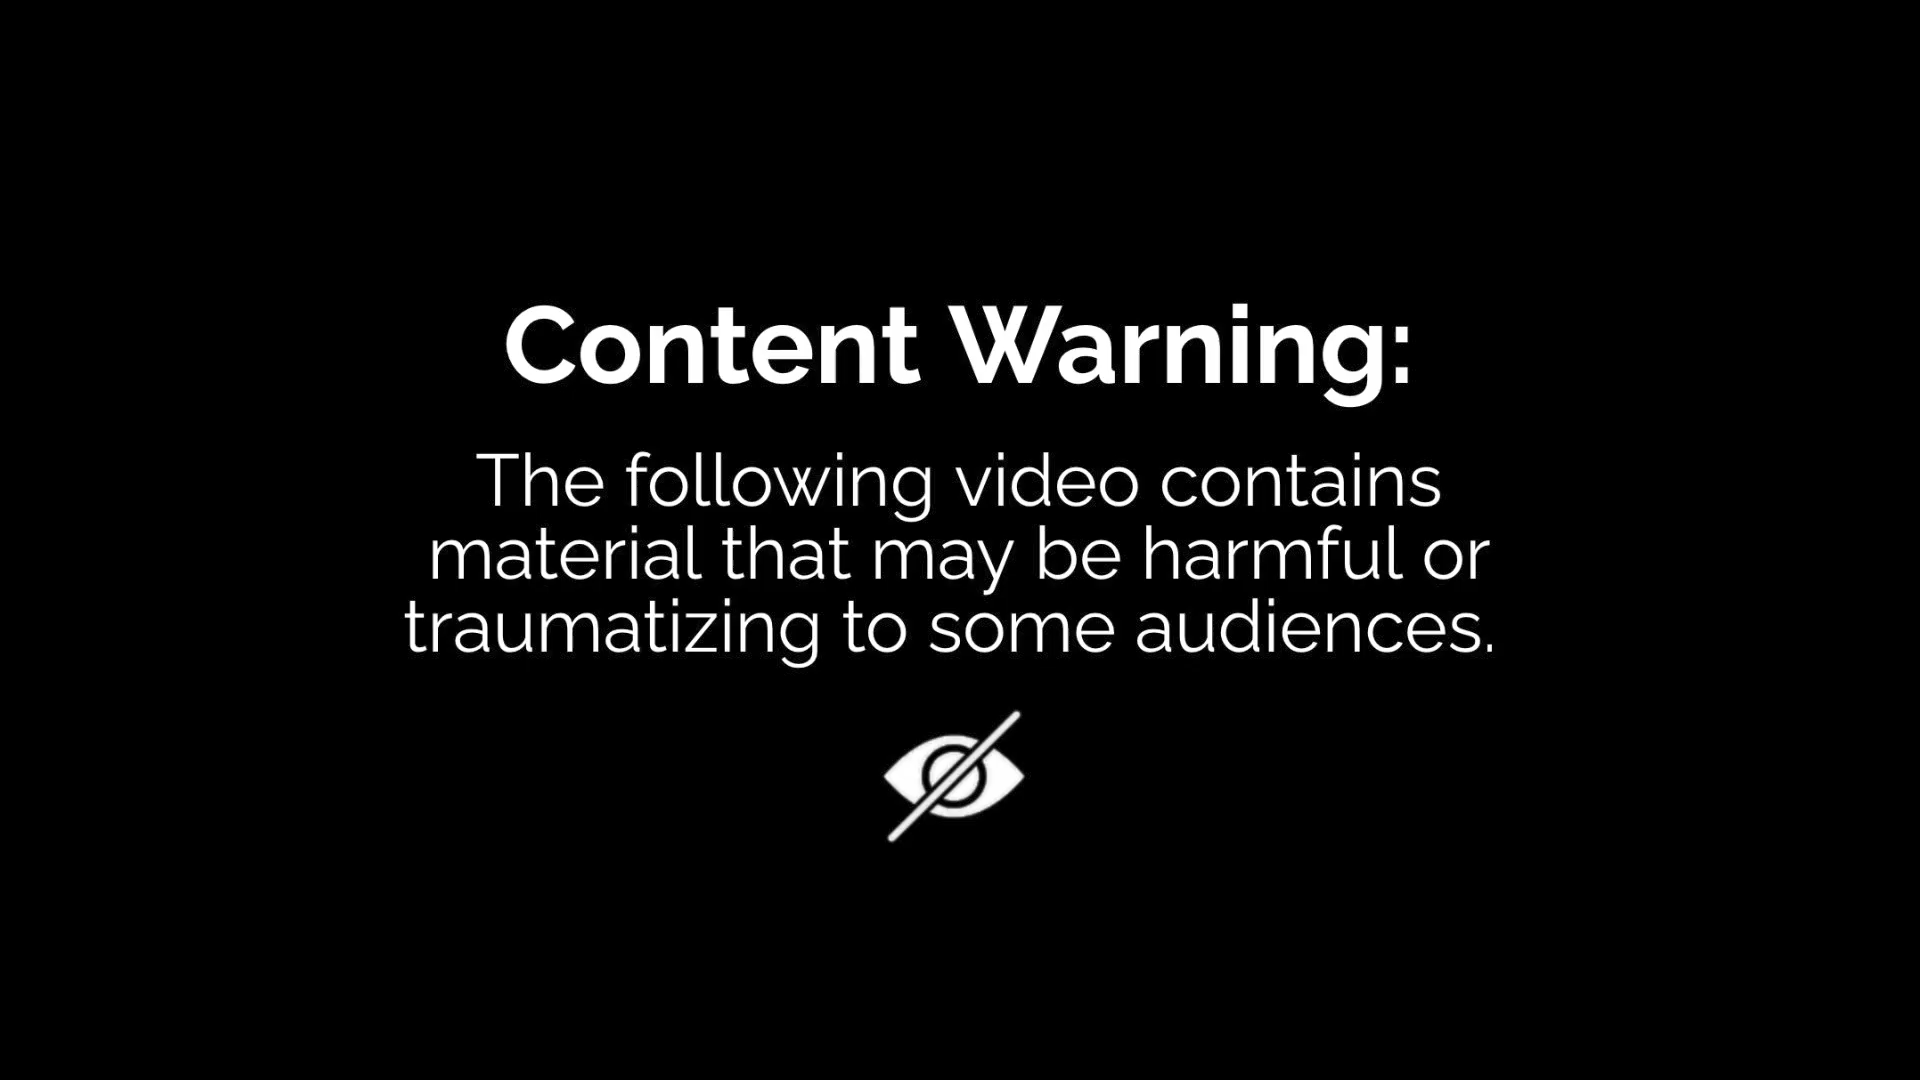 Content Warning:
The following video contains
material that may be harmful or
traumatizing to some audiences.